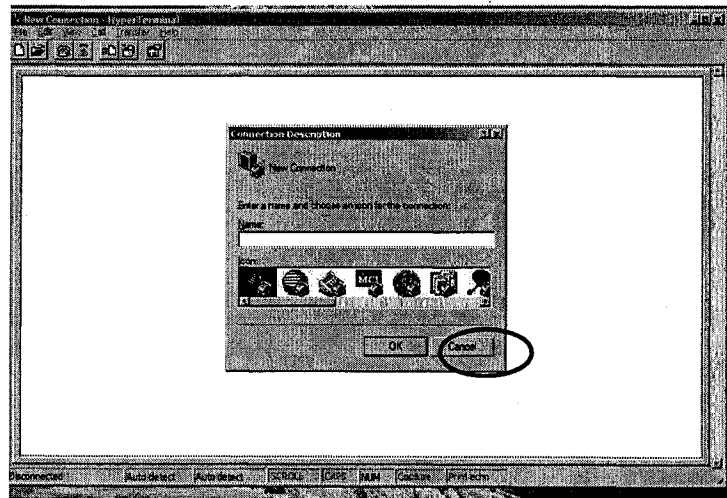 New Connection - HyperTerminal
File Edit View Call Transfer Help
Connection Description
New Connection
Enter a name and choose an icon for the connection:
Name:
Icon:
MCI
OK Cancel
Disconnected Auto detect Auto detect SCROLL CAPS NUM Capture Print echo